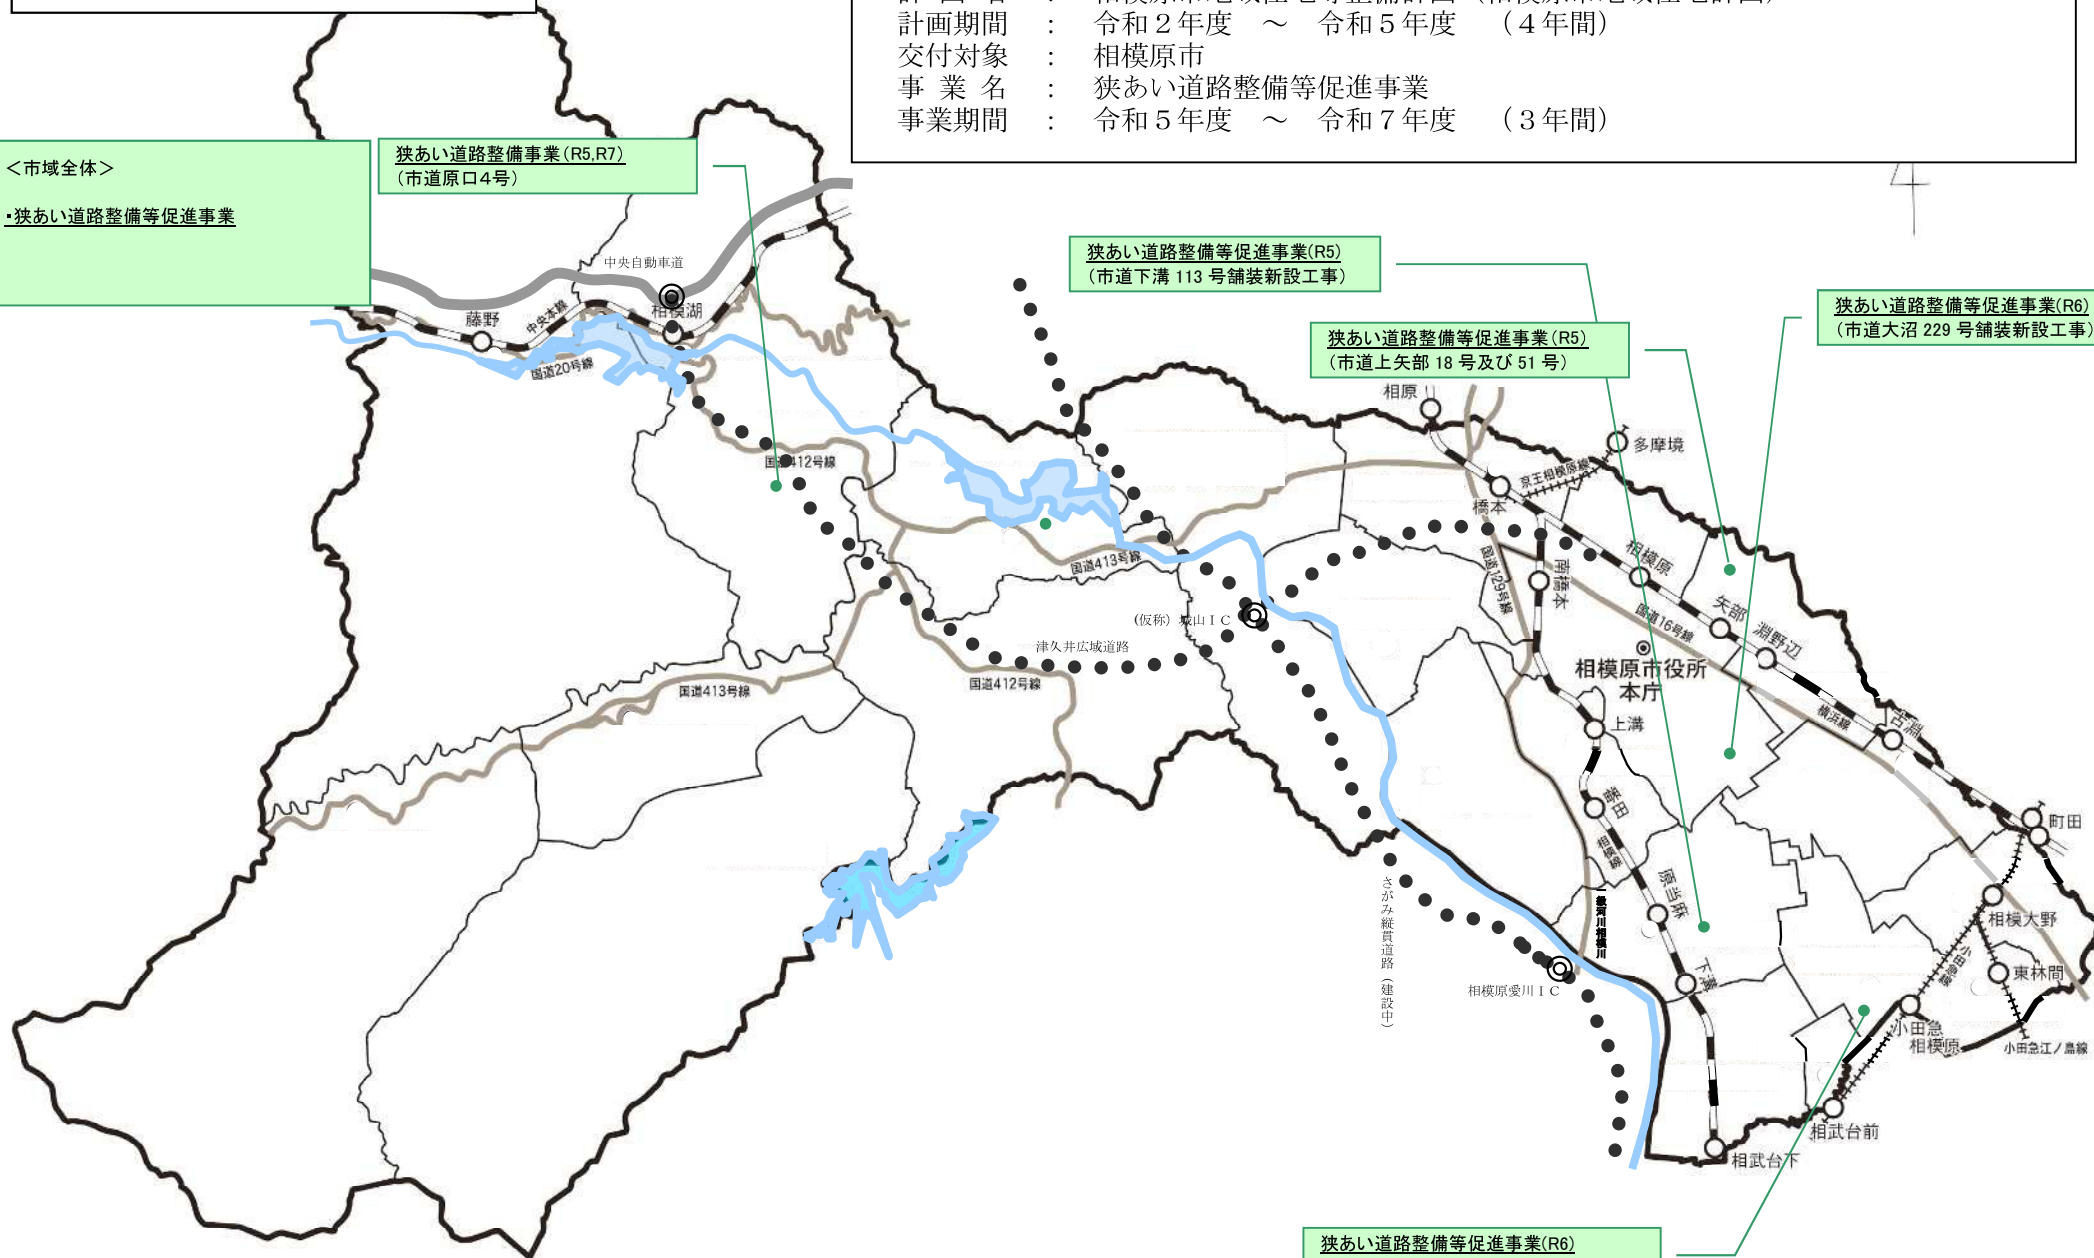 計画期間　：　令和２年度　～　令和５年度　（４年間）
交付対象　：　相模原市
事 業 名　：　狭あい道路整備等促進事業
事業期間　：　令和５年度　～　令和７年度　（３年間）
＜市域全体＞
・狭あい道路整備等促進事業
狭あい道路整備事業(R5,R7)
（市道原口4号）
狭あい道路整備等促進事業(R5)
（市道下溝 113 号舗装新設工事）
狭あい道路整備等促進事業(R5)
（市道上矢部 18 号及び 51 号）
狭あい道路整備等促進事業(R6)
（市道大沼 229 号舗装新設工事）
中央自動車道
相模湖
藤野
中央本線
国道20号線
国道412号線
相原
多摩境
京王相模原線
橋本
国道413号線
国道129号線
南橋本
相模原
矢部
淵野辺
国道16号線
(仮称) 城山ＩＣ
津久井広域道路
相模原市役所
本庁
国道413号線
国道412号線
上溝
横浜線
古淵
番田
町田
相模線
原当麻
さがみ縦貫道路（建設中）
一級河川相模川
相模大野
小田急線
東林間
下溝
相模原愛川ＩＣ
小田急
相模原
小田急江ノ島線
相武台前
相武台下
狭あい道路整備等促進事業(R6)